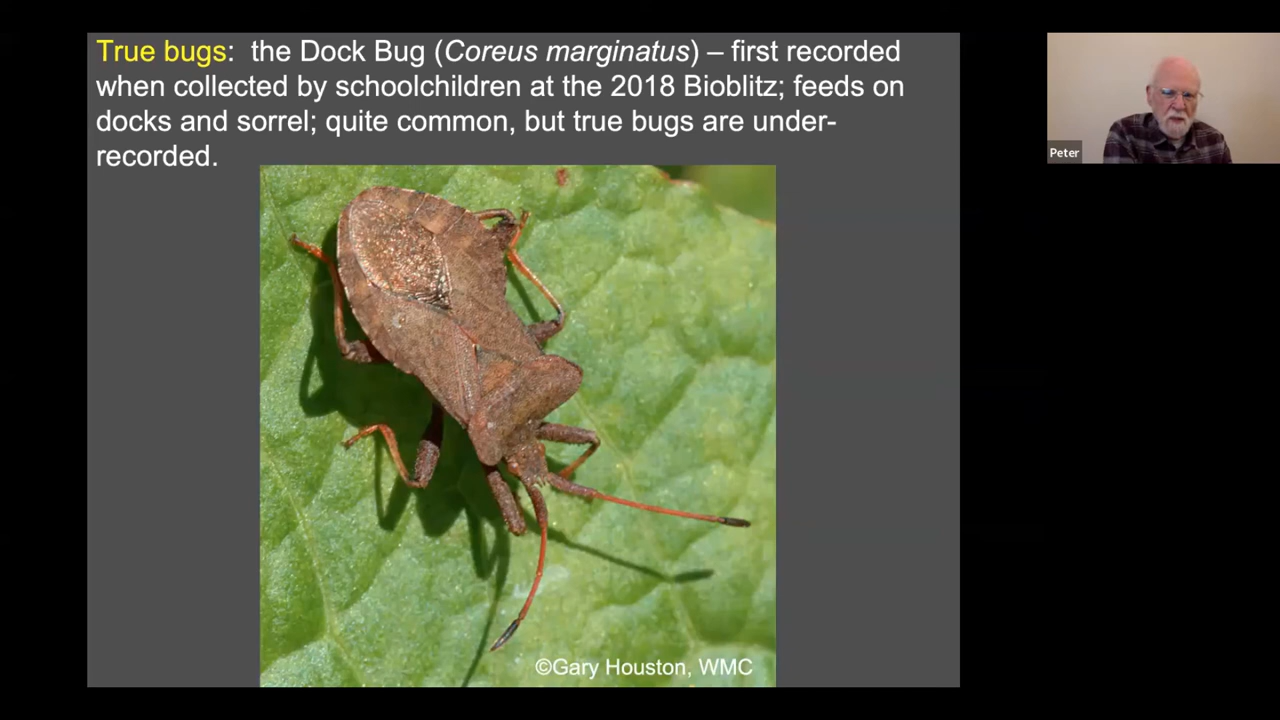 True bugs: the Dock Bug (Coreus marginatus) – first recorded
when collected by schoolchildren at the 2018 Bioblitz; feeds on
docks and sorrel; quite common, but true bugs are under-
recorded.
Peter
©Gary Houston, WMC